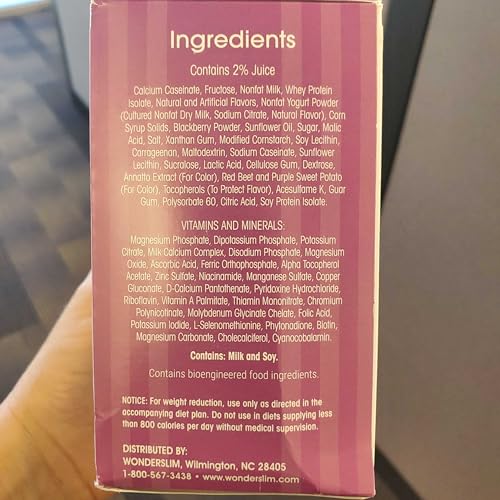 Ingredients
Contains 2% Juice
Calcium Caseinate, Fructose, Nonfat Milk, Whey Protein
Isolate, Natural and Artificial Flavors, Nonfat Yogurt Powder
(Cultured Nonfat Dry Milk, Sodium Citrate, Natural Flavor), Corn
Syrup Solids, Blackberry Powder, Sunflower Oil, Sugar, Malic
Acid, Salt, Xanthan Gum, Modified Cornstarch, Soy Lecithin,
Carrageenan, Maltodextrin, Sodium Caseinate, Sunflower
Lecithin, Sucralose, Lactic Acid, Cellulose Gum, Dextrose,
Annatto Extract (For Color), Red Beet and Purple Sweet Potato
(For Color), Tocopherols (To Protect Flavor), Acesulfame K, Guar
Gum, Polysorbate 60, Citric Acid, Soy Protein Isolate.
VITAMINS AND MINERALS:
Magnesium Phosphate, Dipotassium Phosphate, Potassium
Citrate, Milk Calcium Complex, Disodium Phosphate, Magnesium
Oxide, Ascorbic Acid, Ferric Orthophosphate, Alpha Tocopherol
Acetate, Zinc Sulfate, Niacinamide, Manganese Sulfate, Copper
Gluconate, D-Calcium Pantothenate, Pyridoxine Hydrochloride,
Riboflavin, Vitamin A Palmitate, Thiamin Mononitrate, Chromium
Polynicotinate, Molybdenum Glycinate Chelate, Folic Acid,
Potassium Iodide, L-Selenomethionine, Phytonadione, Biotin,
Magnesium Carbonate, Cholecalciferol, Cyanocobalamin.
Contains: Milk and Soy.
Contains bioengineered food ingredients.
NOTICE: For weight reduction, use only as directed in the
accompanying diet plan. Do not use in diets supplying less
than 800 calories per day without medical supervision.
DISTRIBUTED BY:
WONDERSLIM, Wilmington, NC 28405
1-800-567-3438 • www.wonderslim.com